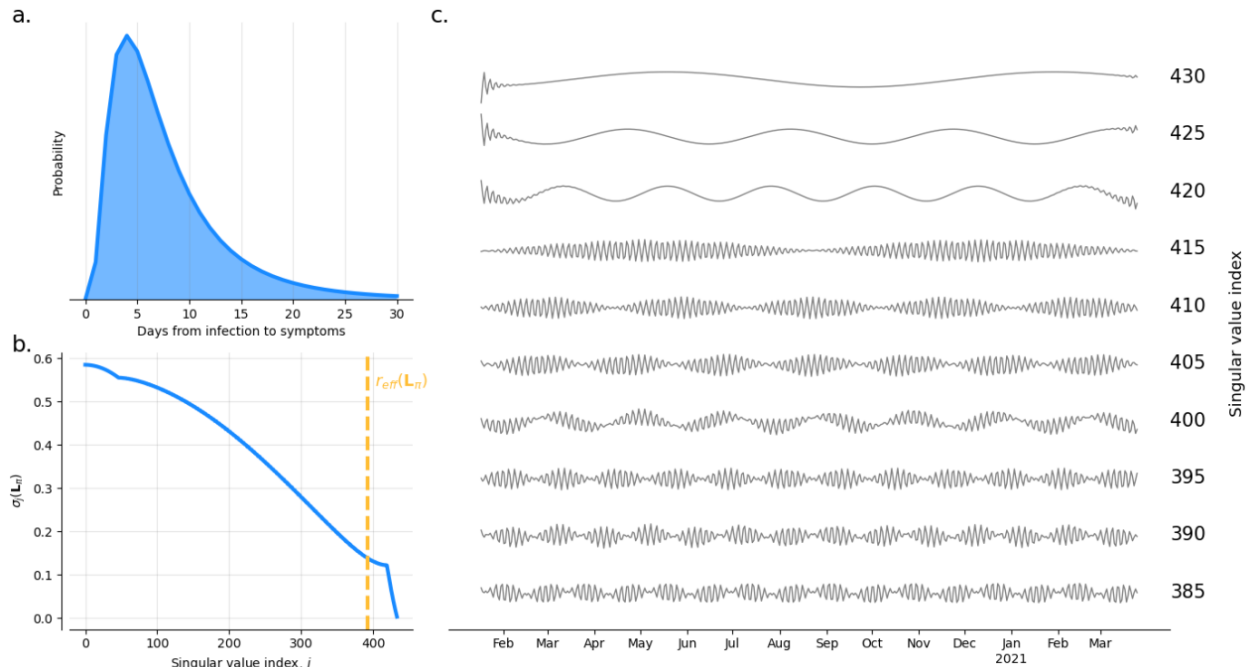 a.
Probability
0 5 10 15 20 25 30
Days from infection to symptoms
b.
0.6
0.5
0.4
0.3
0.2
0.1
0.0
σj(Lπ)
reff(Lπ)
0 100 200 300 400
Singular value index, j
c.
430
425
420
415
410
405
400
395
390
385
Singular value index
Feb Mar Apr May Jun Jul Aug Sep Oct Nov Dec Jan Feb Mar
2021